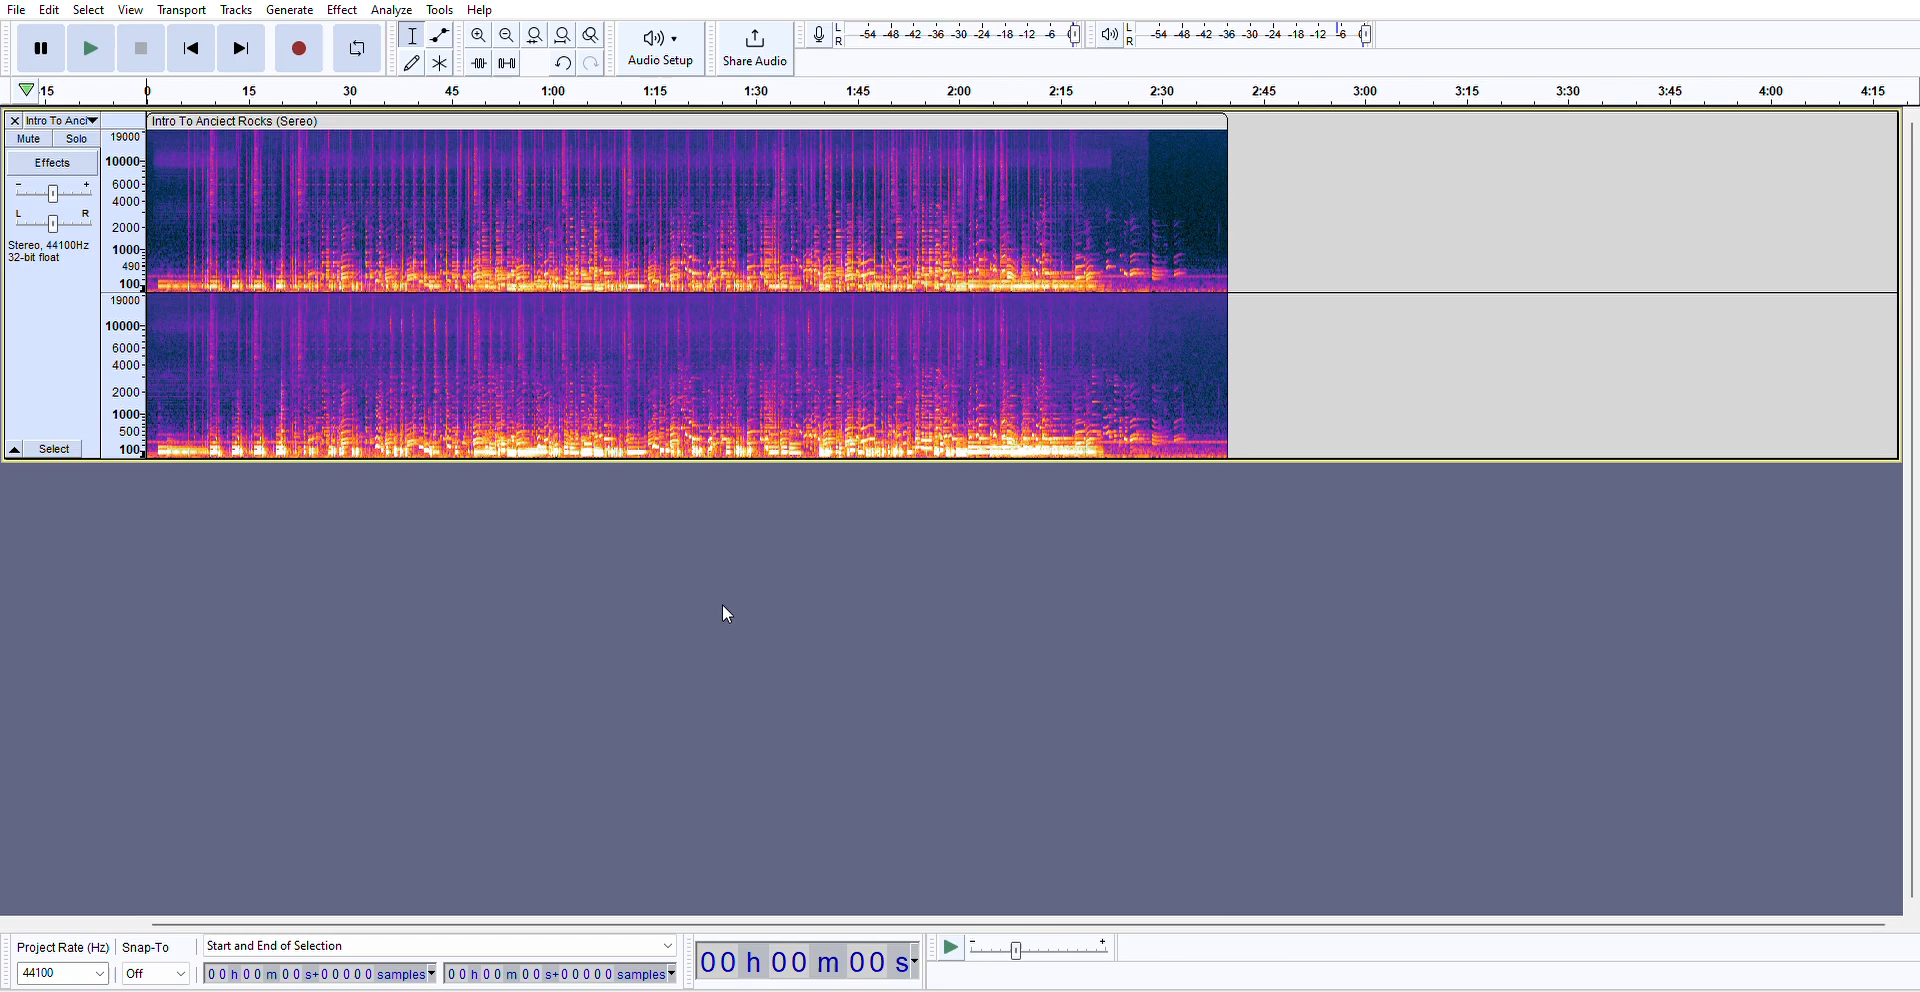 File Edit Select View Transport Tracks Generate Effect Analyze Tools Help
Audio Setup
Share Audio
L
R
-54 -48 -42 -36 -30 -24 -18 -12 -6 0
L
R
-54 -48 -42 -36 -30 -24 -18 -12 -6 0
15 0 15 30 45 1:00 1:15 1:30 1:45 2:00 2:15 2:30 2:45 3:00 3:15 3:30 3:45 4:00 4:15
Intro To Anci
Intro To Anciect Rocks (Sereo)
Mute Solo
Effects
- +
L R
Stereo, 44100Hz
32-bit float
Select
19000
10000
6000
4000
2000
1000
490
100
19000
10000
6000
4000
2000
1000
500
100
Project Rate (Hz)
44100
Snap-To
Off
Start and End of Selection
00 h 00 m 00 s+00000 samples
00 h 00 m 00 s+00000 samples
00 h 00 m 00 s
- +